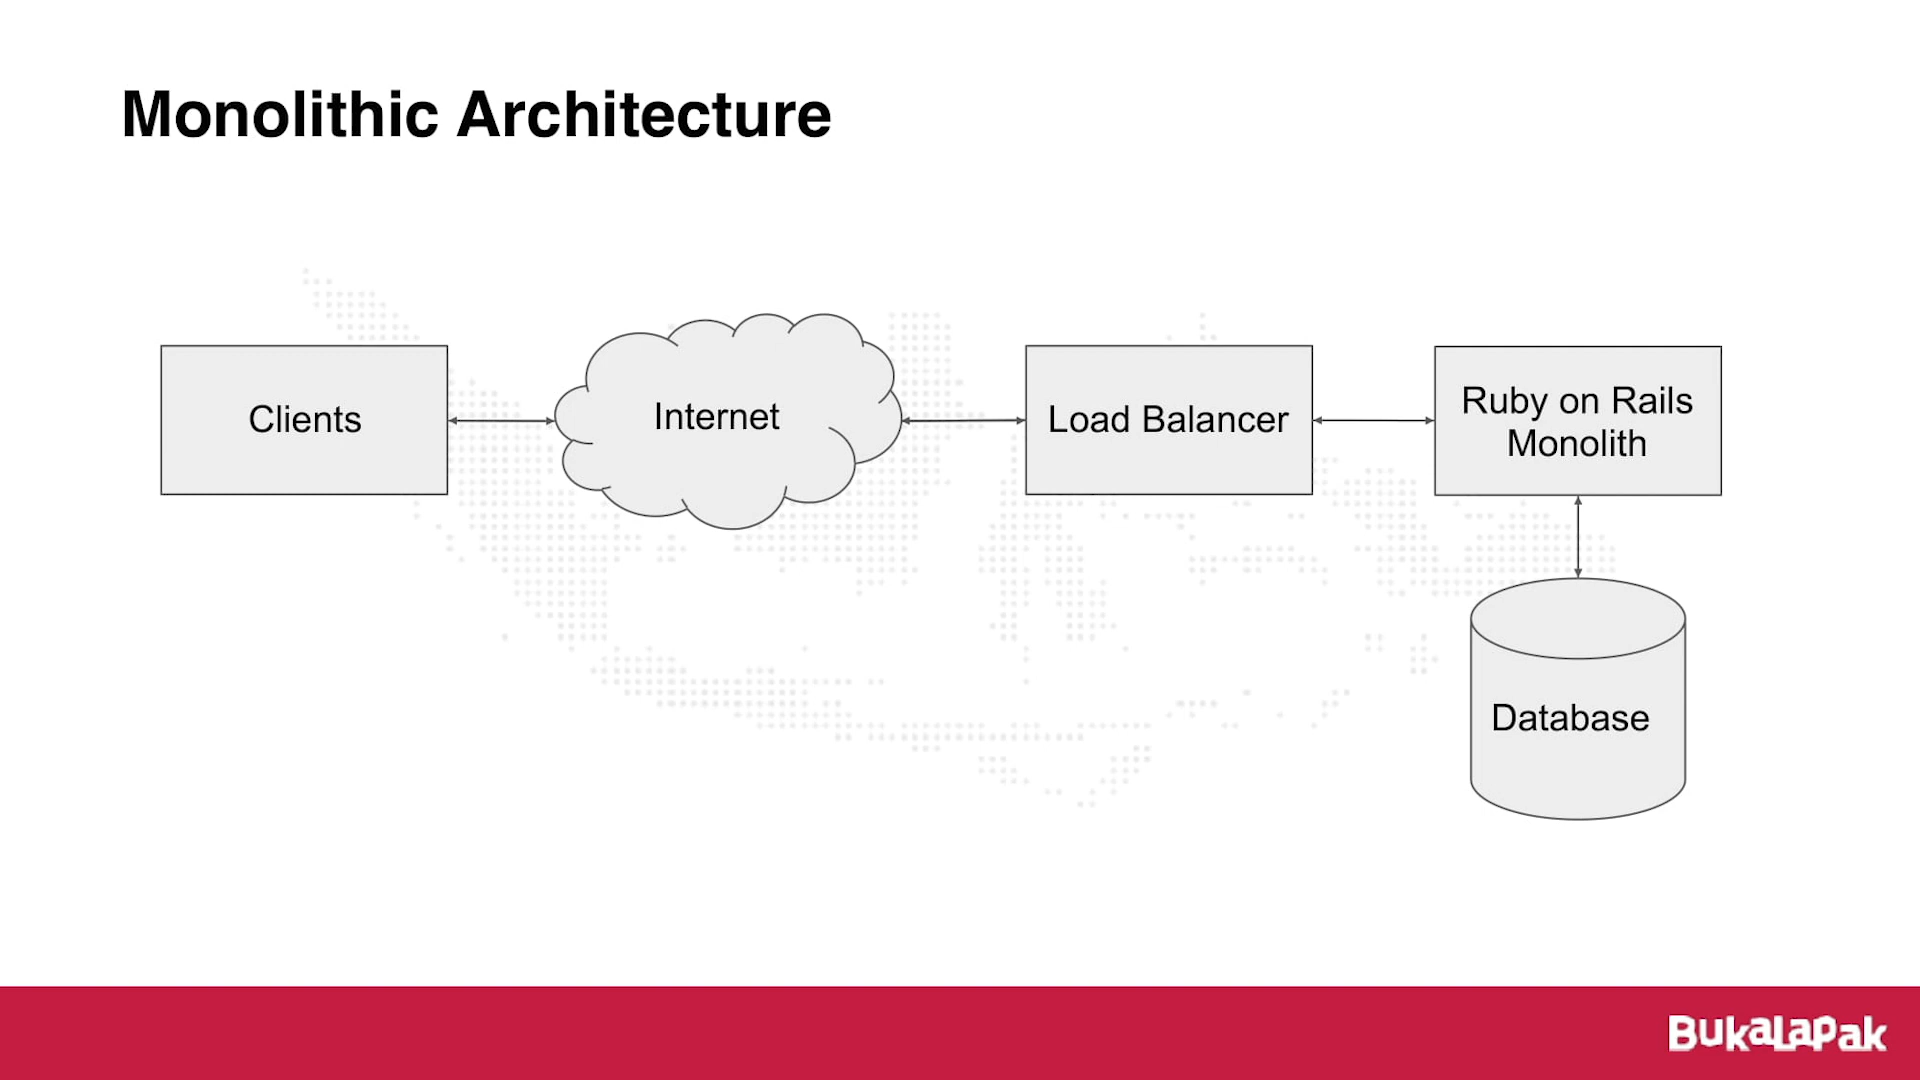 Monolithic Architecture
Clients
Internet
Load Balancer
Ruby on Rails
Monolith
Database
BukaLapak